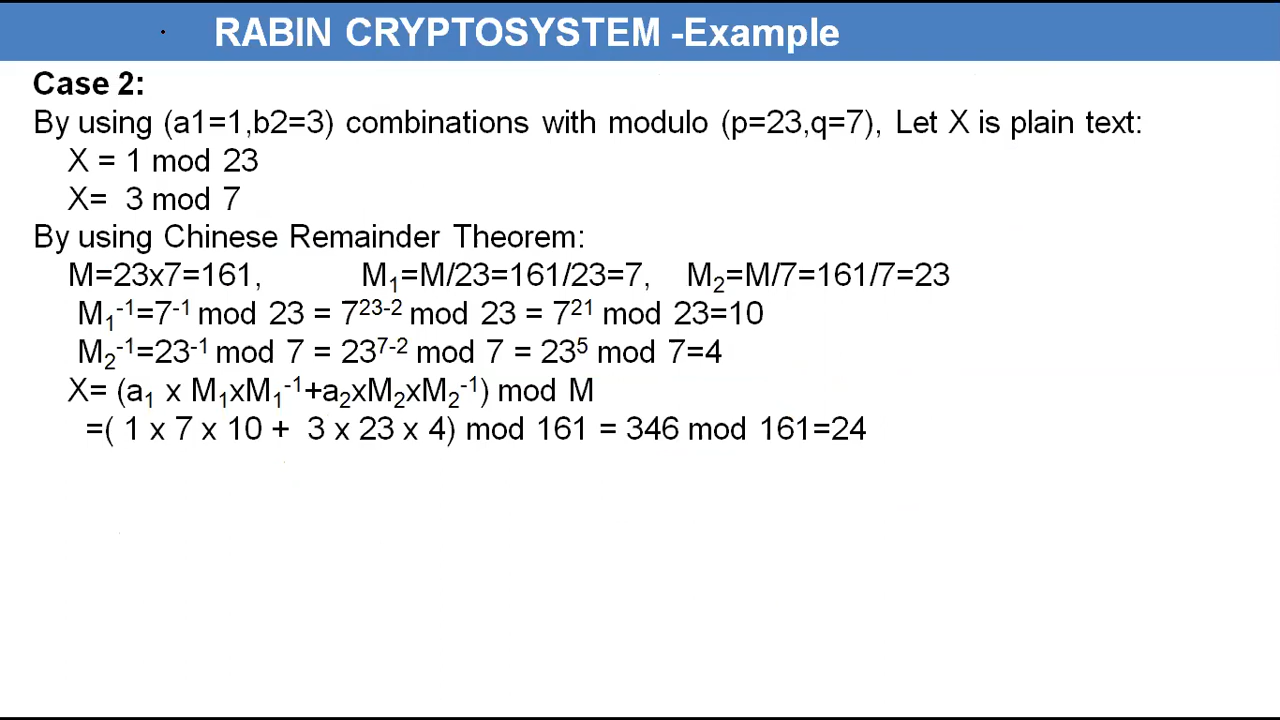 RABIN CRYPTOSYSTEM -Example
Case 2:
By using (a1=1,b2=3) combinations with modulo (p=23,q=7), Let X is plain text:
X = 1 mod 23
X= 3 mod 7
By using Chinese Remainder Theorem:
M=23x7=161, M₁=M/23=161/23=7, M₂=M/7=161/7=23
M₁⁻¹=7⁻¹ mod 23 = 7²³⁻² mod 23 = 7²¹ mod 23=10
M₂⁻¹=23⁻¹ mod 7 = 23⁷⁻² mod 7 = 23⁵ mod 7=4
X= (a₁ x M₁xM₁⁻¹+a₂xM₂xM₂⁻¹) mod M
=( 1 x 7 x 10 + 3 x 23 x 4) mod 161 = 346 mod 161=24